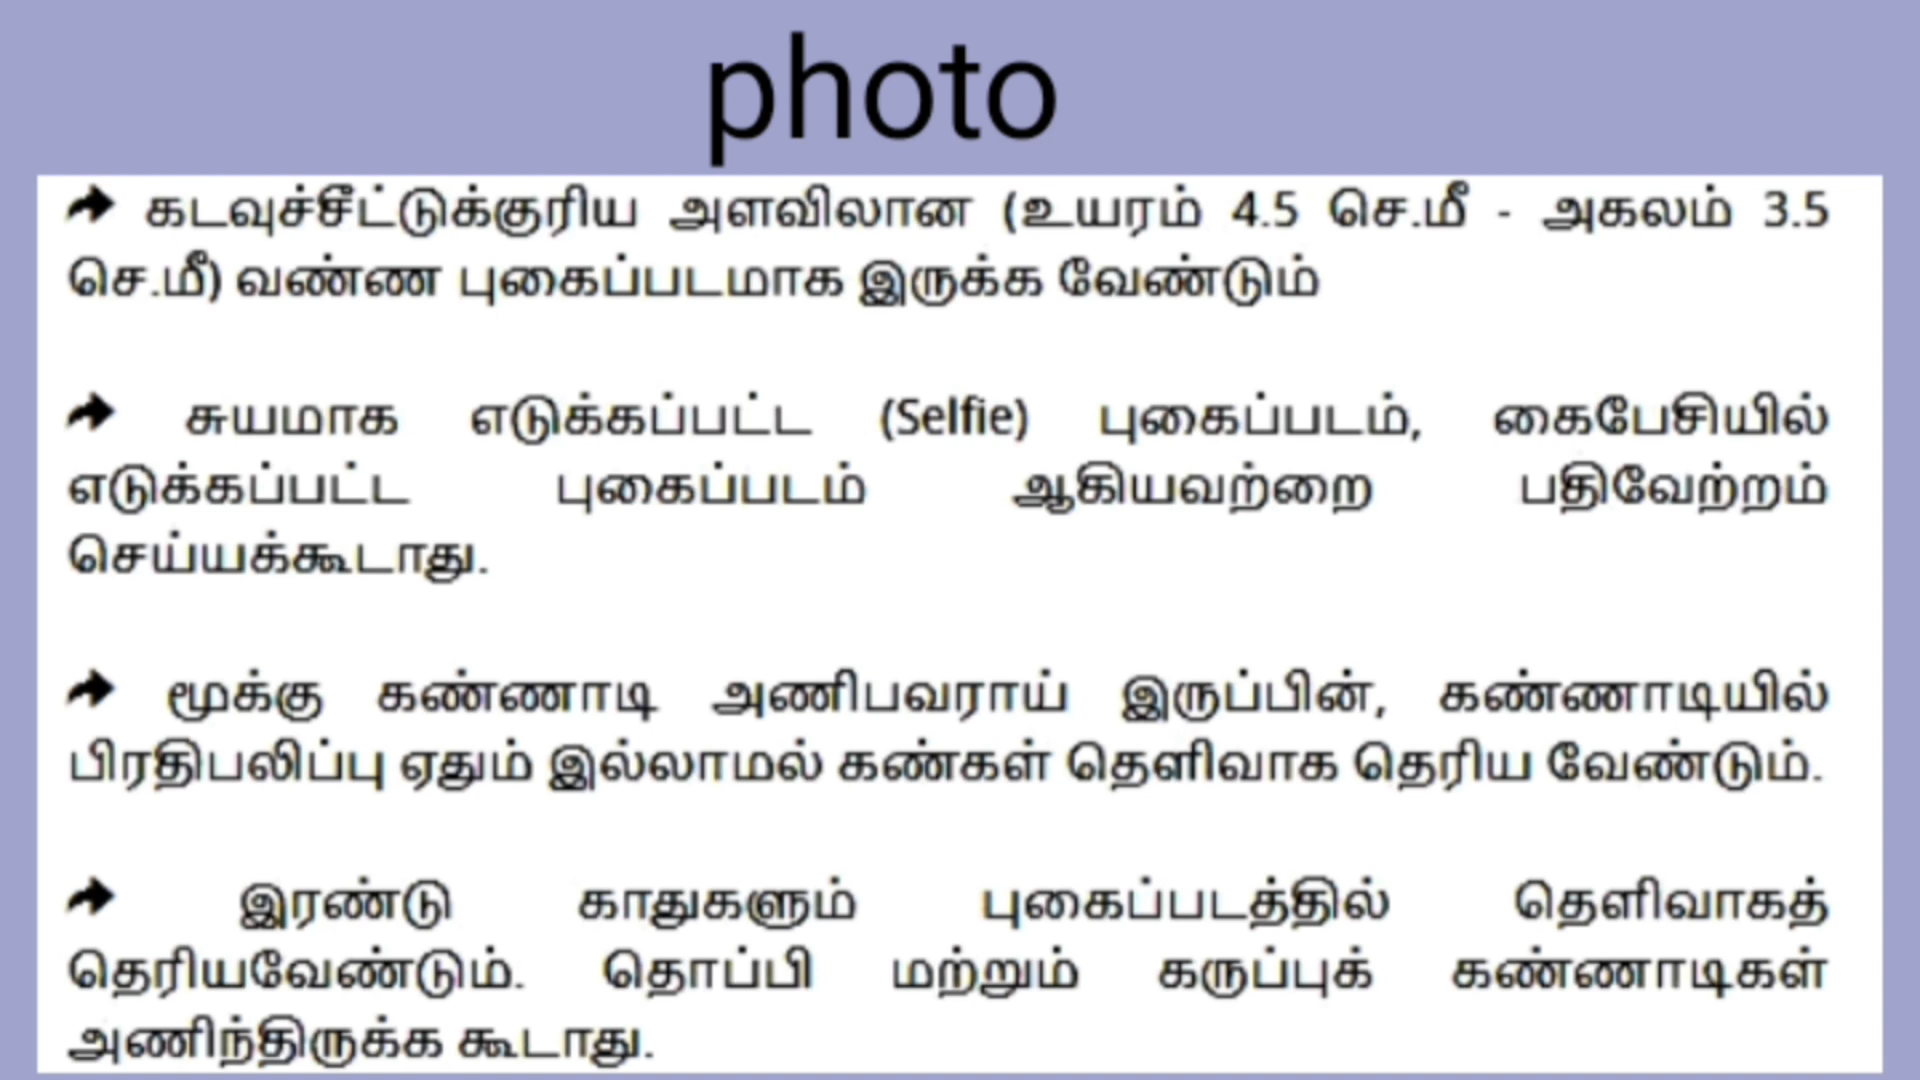 photo
➦ கடவுச்சீட்டுக்குரிய அளவிலான (உயரம் 4.5 செ.மீ - அகலம் 3.5
செ.மீ) வண்ண புகைப்படமாக இருக்க வேண்டும்
➦ சுயமாக எடுக்கப்பட்ட (Selfie) புகைப்படம், கைபேசியில்
எடுக்கப்பட்ட புகைப்படம் ஆகியவற்றை பதிவேற்றம்
செய்யக்கூடாது.
➦ மூக்கு கண்ணாடி அணிபவராய் இருப்பின், கண்ணாடியில்
பிரதிபலிப்பு ஏதும் இல்லாமல் கண்கள் தெளிவாக தெரிய வேண்டும்.
➦ இரண்டு காதுகளும் புகைப்படத்தில் தெளிவாகத்
தெரியவேண்டும். தொப்பி மற்றும் கருப்புக் கண்ணாடிகள்
அணிந்திருக்க கூடாது.